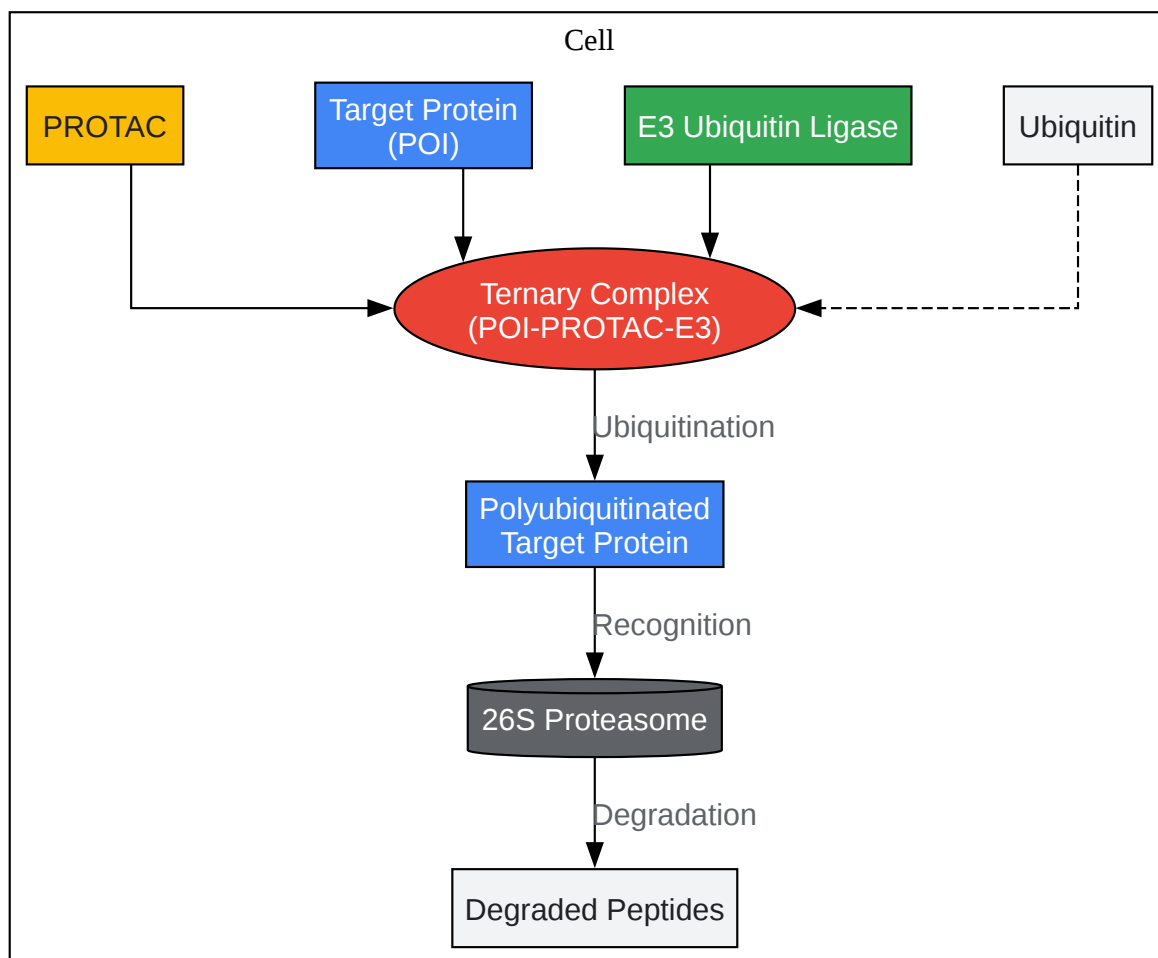 Cell
PROTAC
Target Protein
(POI)
E3 Ubiquitin Ligase
Ubiquitin
Ternary Complex
(POI-PROTAC-E3)
Ubiquitination
Polyubiquitinated
Target Protein
Recognition
26S Proteasome
Degradation
Degraded Peptides